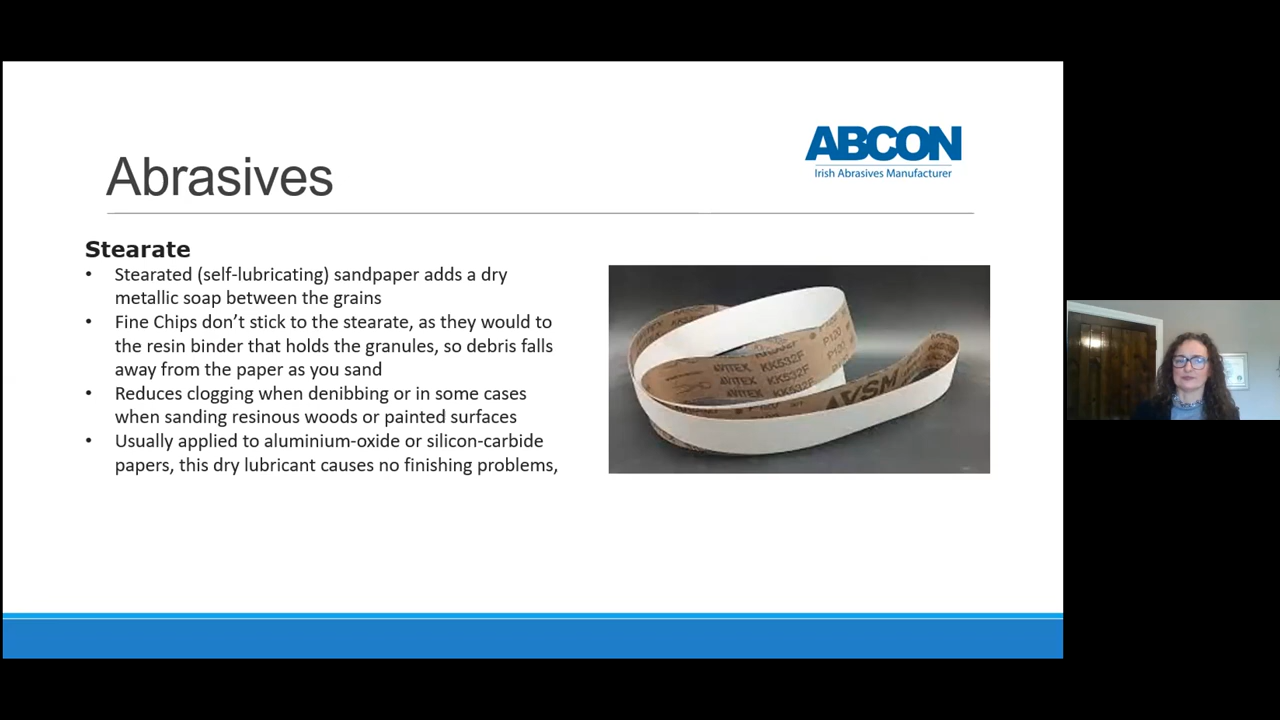 ABCON
Irish Abrasives Manufacturer
Abrasives
Stearate
• Stearated (self-lubricating) sandpaper adds a dry
metallic soap between the grains
• Fine Chips don’t stick to the stearate, as they would to
the resin binder that holds the granules, so debris falls
away from the paper as you sand
• Reduces clogging when denibbing or in some cases
when sanding resinous woods or painted surfaces
• Usually applied to aluminium-oxide or silicon-carbide
papers, this dry lubricant causes no finishing problems,
P120
KK532F
KK532F